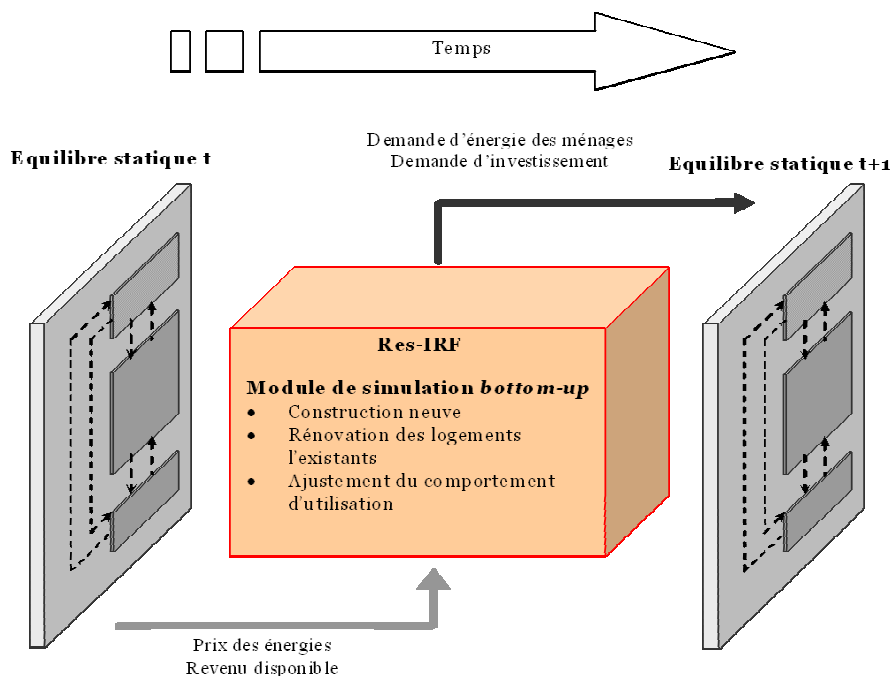 Temps
Demande d'énergie des ménages
Demande d'investissement
Equilibre statique t
Equilibre statique t+1
Res-IRF
Module de simulation bottom-up
• Construction neuve
• Rénovation des logements
l'existants
• Ajustement du comportement
d'utilisation
Prix des énergies
Revenu disponible